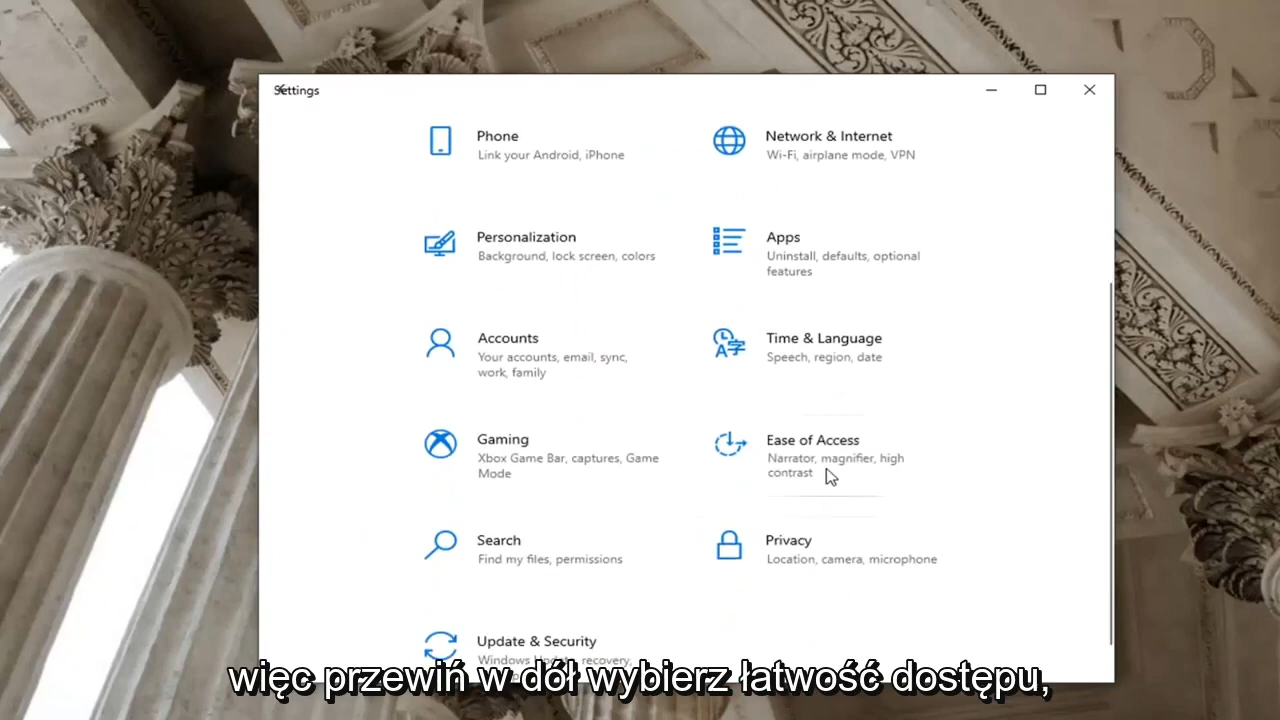 Settings
Phone
Link your Android, iPhone
Network & Internet
Wi-Fi, airplane mode, VPN
Personalization
Background, lock screen, colors
Apps
Uninstall, defaults, optional
features
Accounts
Your accounts, email, sync,
work, family
Time & Language
Speech, region, date
Gaming
Xbox Game Bar, captures, Game
Mode
Ease of Access
Narrator, magnifier, high
contrast
Search
Find my files, permissions
Privacy
Location, camera, microphone
Update & Security
Windows Update, recovery,
więc przewiń w dół wybierz łatwość dostępu,